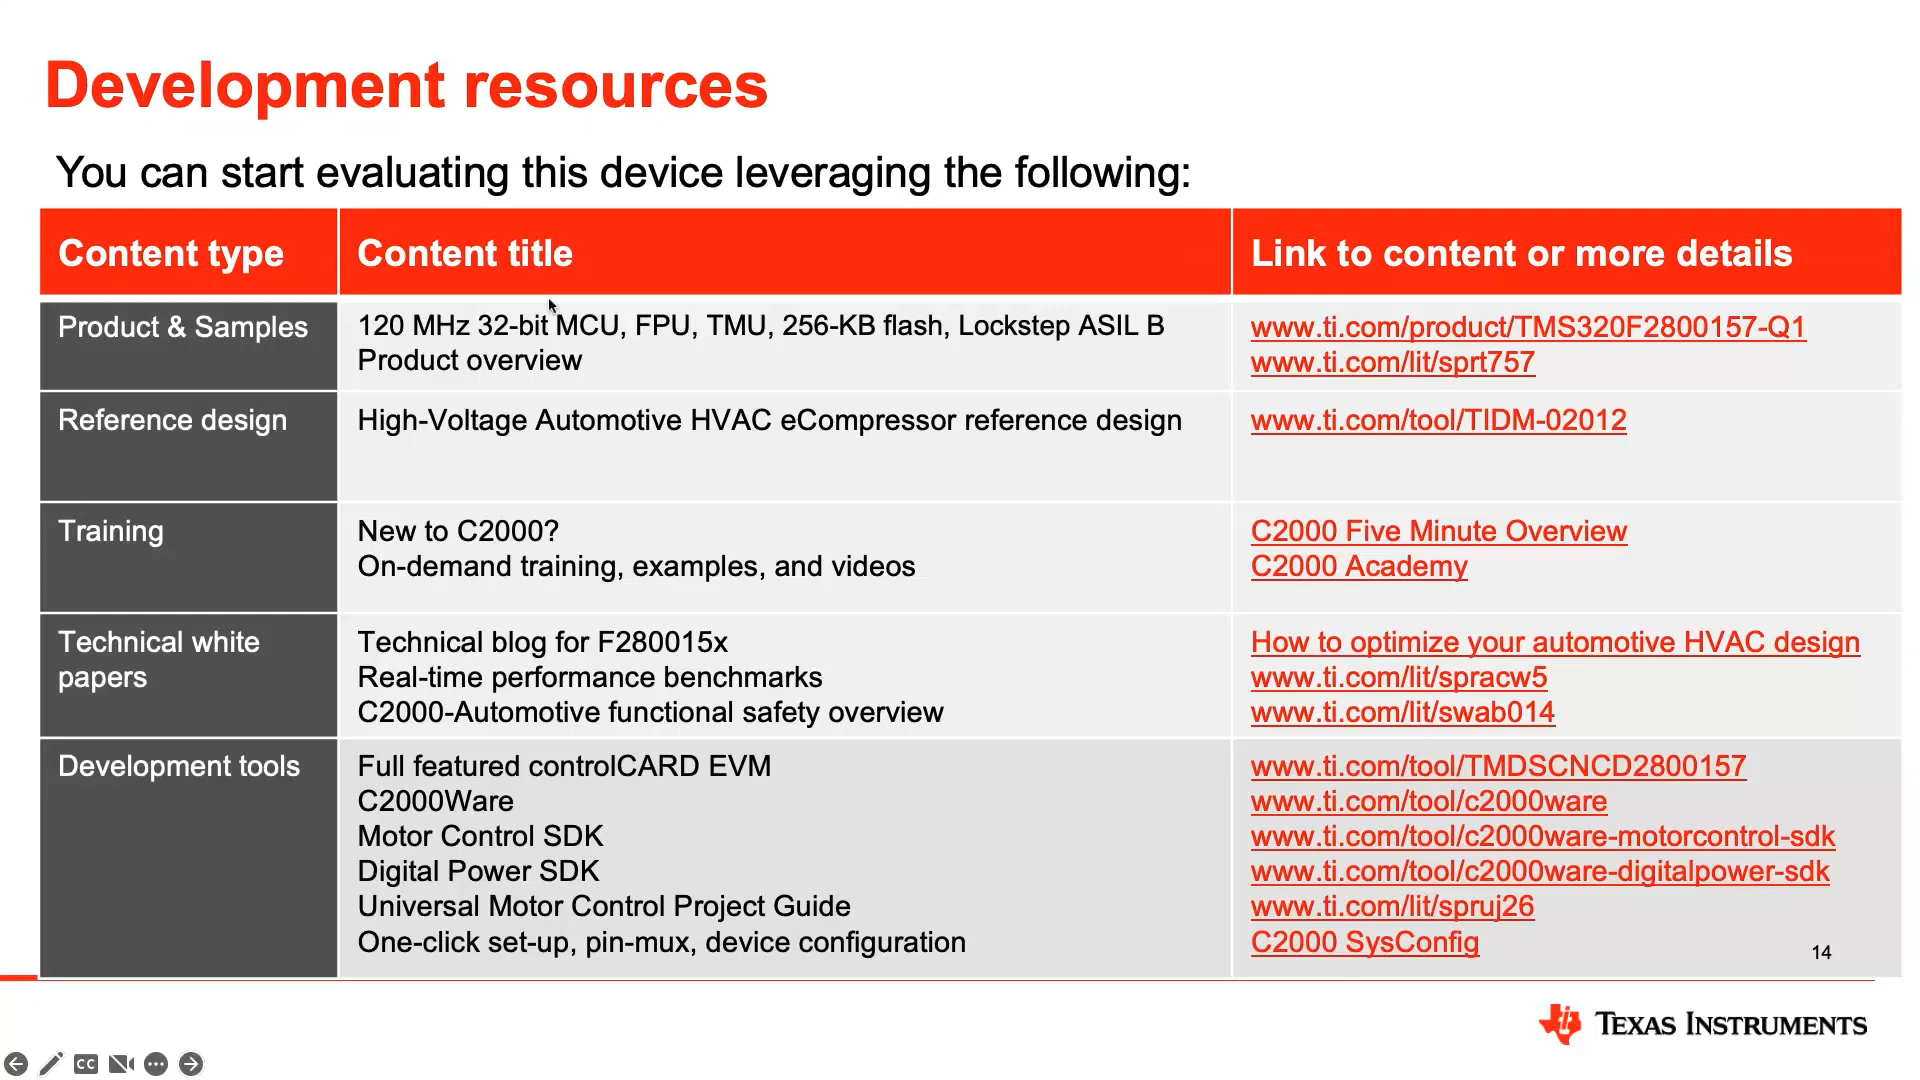 Development resources
You can start evaluating this device leveraging the following:
Content type
Content title
Link to content or more details
Product & Samples
120 MHz 32-bit MCU, FPU, TMU, 256-KB flash, Lockstep ASIL B
Product overview
www.ti.com/product/TMS320F2800157-Q1
www.ti.com/lit/sprt757
Reference design
High-Voltage Automotive HVAC eCompressor reference design
www.ti.com/tool/TIDM-02012
Training
New to C2000?
On-demand training, examples, and videos
C2000 Five Minute Overview
C2000 Academy
Technical white
papers
Technical blog for F280015x
Real-time performance benchmarks
C2000-Automotive functional safety overview
How to optimize your automotive HVAC design
www.ti.com/lit/spracw5
www.ti.com/lit/swab014
Development tools
Full featured controlCARD EVM
C2000Ware
Motor Control SDK
Digital Power SDK
Universal Motor Control Project Guide
One-click set-up, pin-mux, device configuration
www.ti.com/tool/TMDSCNCD2800157
www.ti.com/tool/c2000ware
www.ti.com/tool/c2000ware-motorcontrol-sdk
www.ti.com/tool/c2000ware-digitalpower-sdk
www.ti.com/lit/spruj26
C2000 SysConfig
14
TEXAS INSTRUMENTS
CC